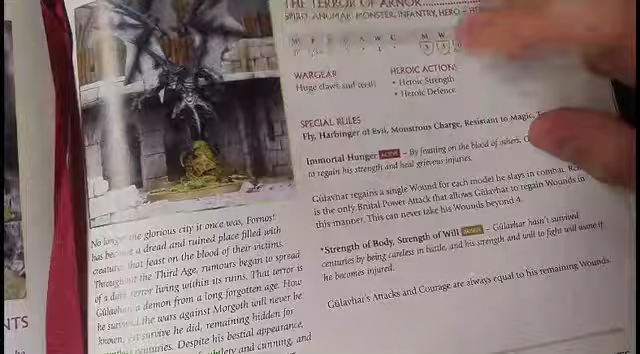 THE TERROR OF ARNOR
SPIRIT, ANGMAR, MONSTER, INFANTRY, HERO –
M W
WARGEAR
Huge claws and teeth
HEROIC ACTIONS
• Heroic Strength
• Heroic Defence
SPECIAL RULES
Fly, Harbinger of Evil, Monstrous Charge, Resistant to Magic,
Immortal Hunger ACTIVE – By feasting on the blood of others,
to regain his strength and heal grievous injuries.
Gûlavhar regains a single Wound for each model he slays in combat.
is the only Brutal Power Attack that allows Gûlavhar to regain Wounds in
this manner. This can never take his Wounds beyond 4.
*Strength of Body, Strength of Will – Gûlavhar hasn't survived
centuries by being careless in battle, and his strength and will to fight will wane if
he becomes injured.
Gûlavhar's Attacks and Courage are always equal to his remaining Wounds.
No longer the glorious city it once was, Fornost
has become a dread and ruined place filled with
creatures that feast on the blood of their victims.
Throughout the Third Age, rumours began to spread
of a dark terror living within its ruins. That terror is
Gûlavhar, a demon from a long forgotten age. How
he survived the wars against Morgoth will never be
known, yet survive he did, remaining hidden for
centuries. Despite his bestial appearance,
subtlety and cunning, and
NTS